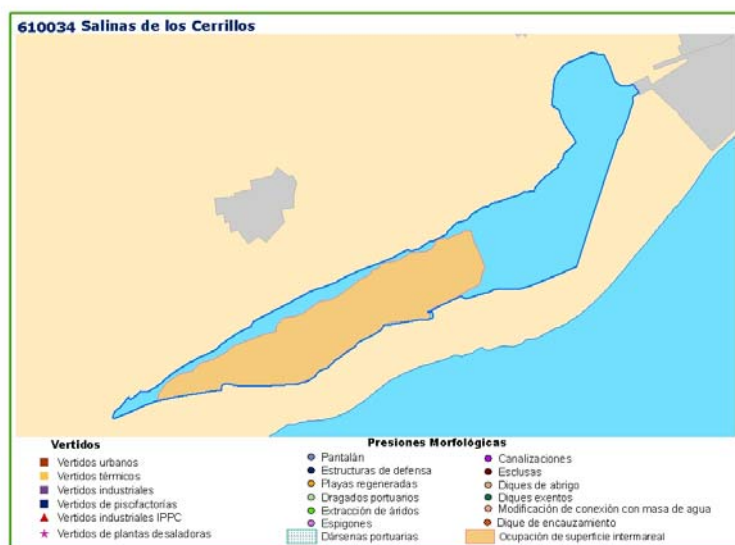 610034 Salinas de los Cerrillos
Vertidos
Vertidos urbanos
Vertidos térmicos
Vertidos industriales
Vertidos de piscifactorías
Vertidos industriales IPPC
Vertidos de plantas desaladoras
Presiones Morfológicas
Pantalán
Estructuras de defensa
Playas regeneradas
Dragados portuarios
Extracción de áridos
Espigones
Dársenas portuarias
Canalizaciones
Esclusas
Diques de abrigo
Diques exentos
Modificación de conexión con masa de agua
Dique de encauzamiento
Ocupación de superficie intermareal